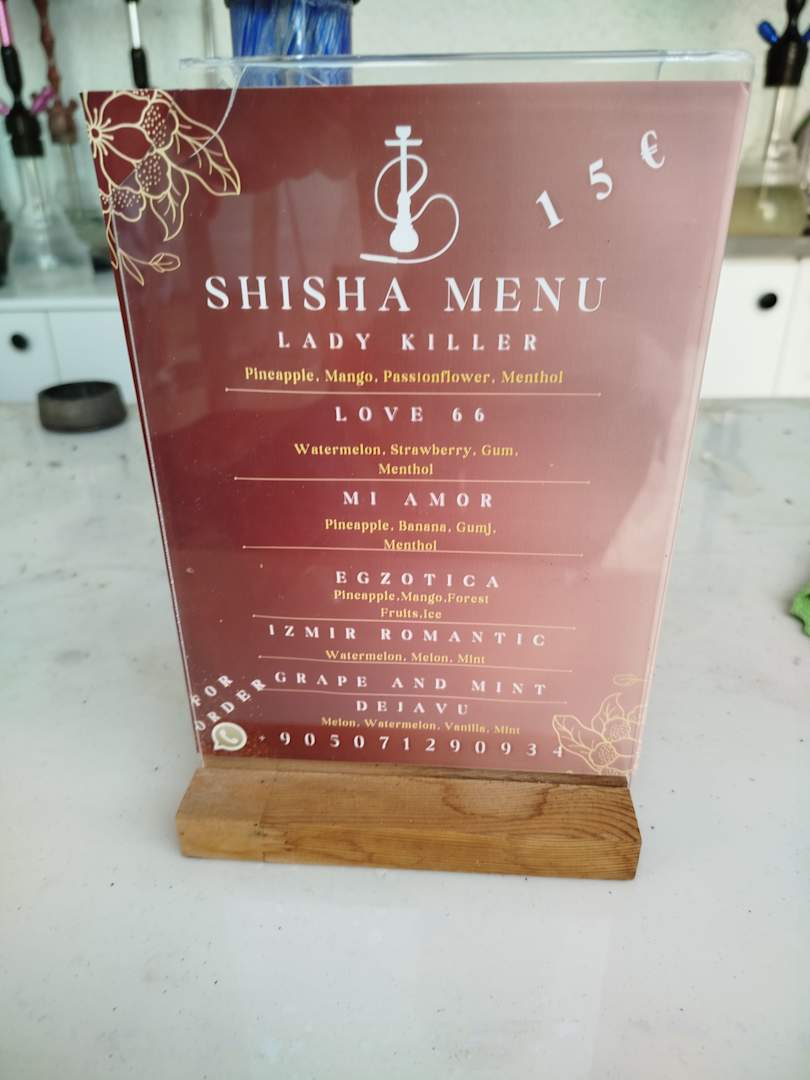 15€
SHISHA MENU
LADY KILLER
Pineapple, Mango, Passionflower, Menthol
LOVE 66
Watermelon, Strawberry, Gum,
Menthol
MI AMOR
Pineapple, Banana, Gumj,
Menthol
EGZOTICA
Pineapple,Mango,Forest
Fruits,Ice
IZMIR ROMANTIC
Watermelon, Melon, Mint
GRAPE AND MINT
DEJAVU
Melon, Watermelon, Vanilla, Mint
FOR
ORDER
+905071290934